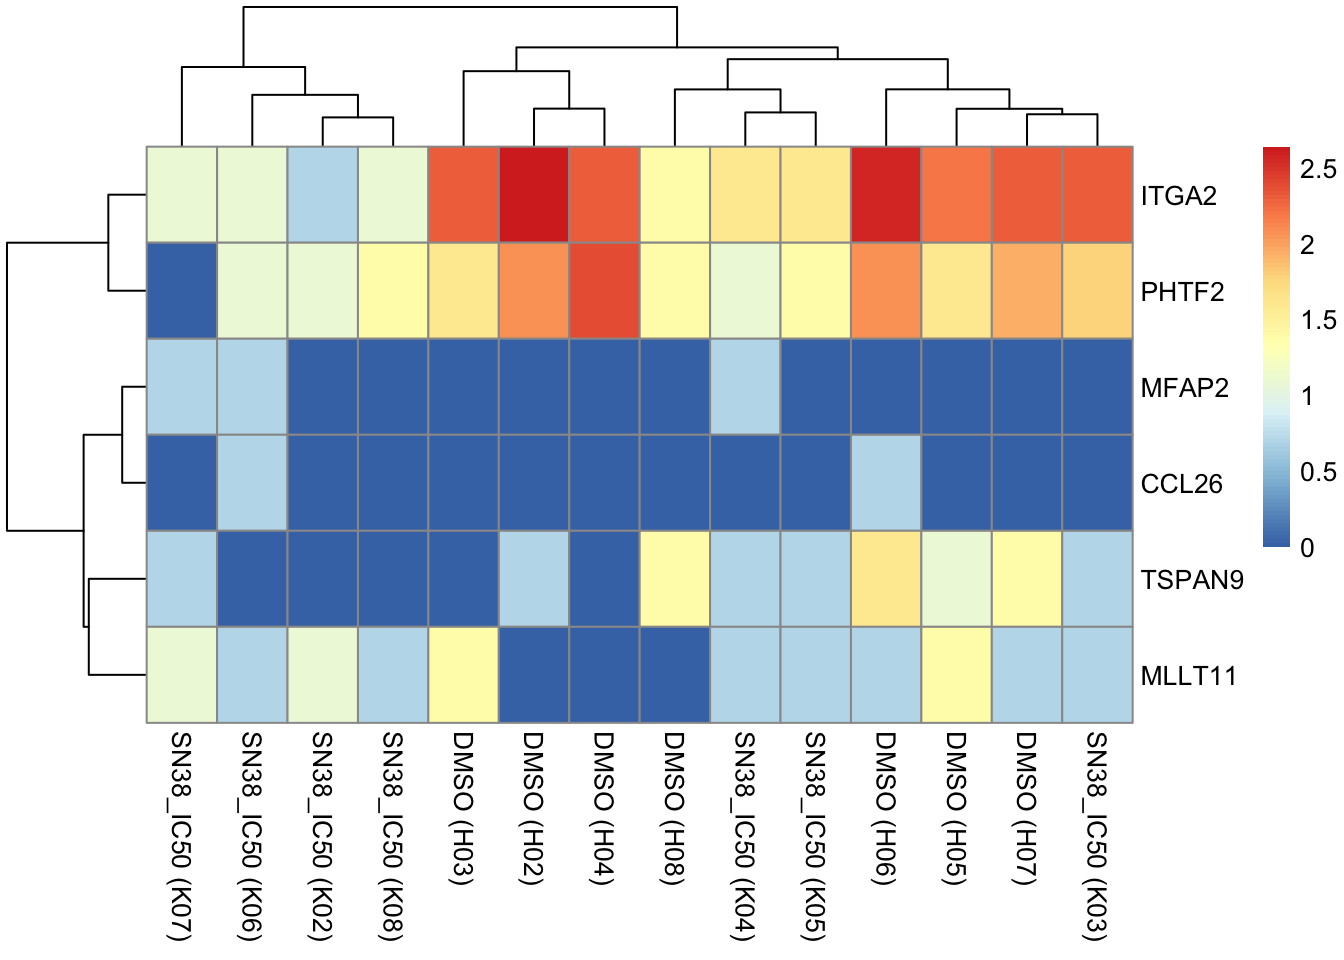 ITGA2
PHTF2
MFAP2
CCL26
TSPAN9
MLLT11
2.5
2
1.5
1
0.5
0
SN38_IC50 (K07)
SN38_IC50 (K06)
SN38_IC50 (K02)
SN38_IC50 (K08)
DMSO (H03)
DMSO (H02)
DMSO (H04)
DMSO (H08)
SN38_IC50 (K04)
SN38_IC50 (K05)
DMSO (H06)
DMSO (H05)
DMSO (H07)
SN38_IC50 (K03)